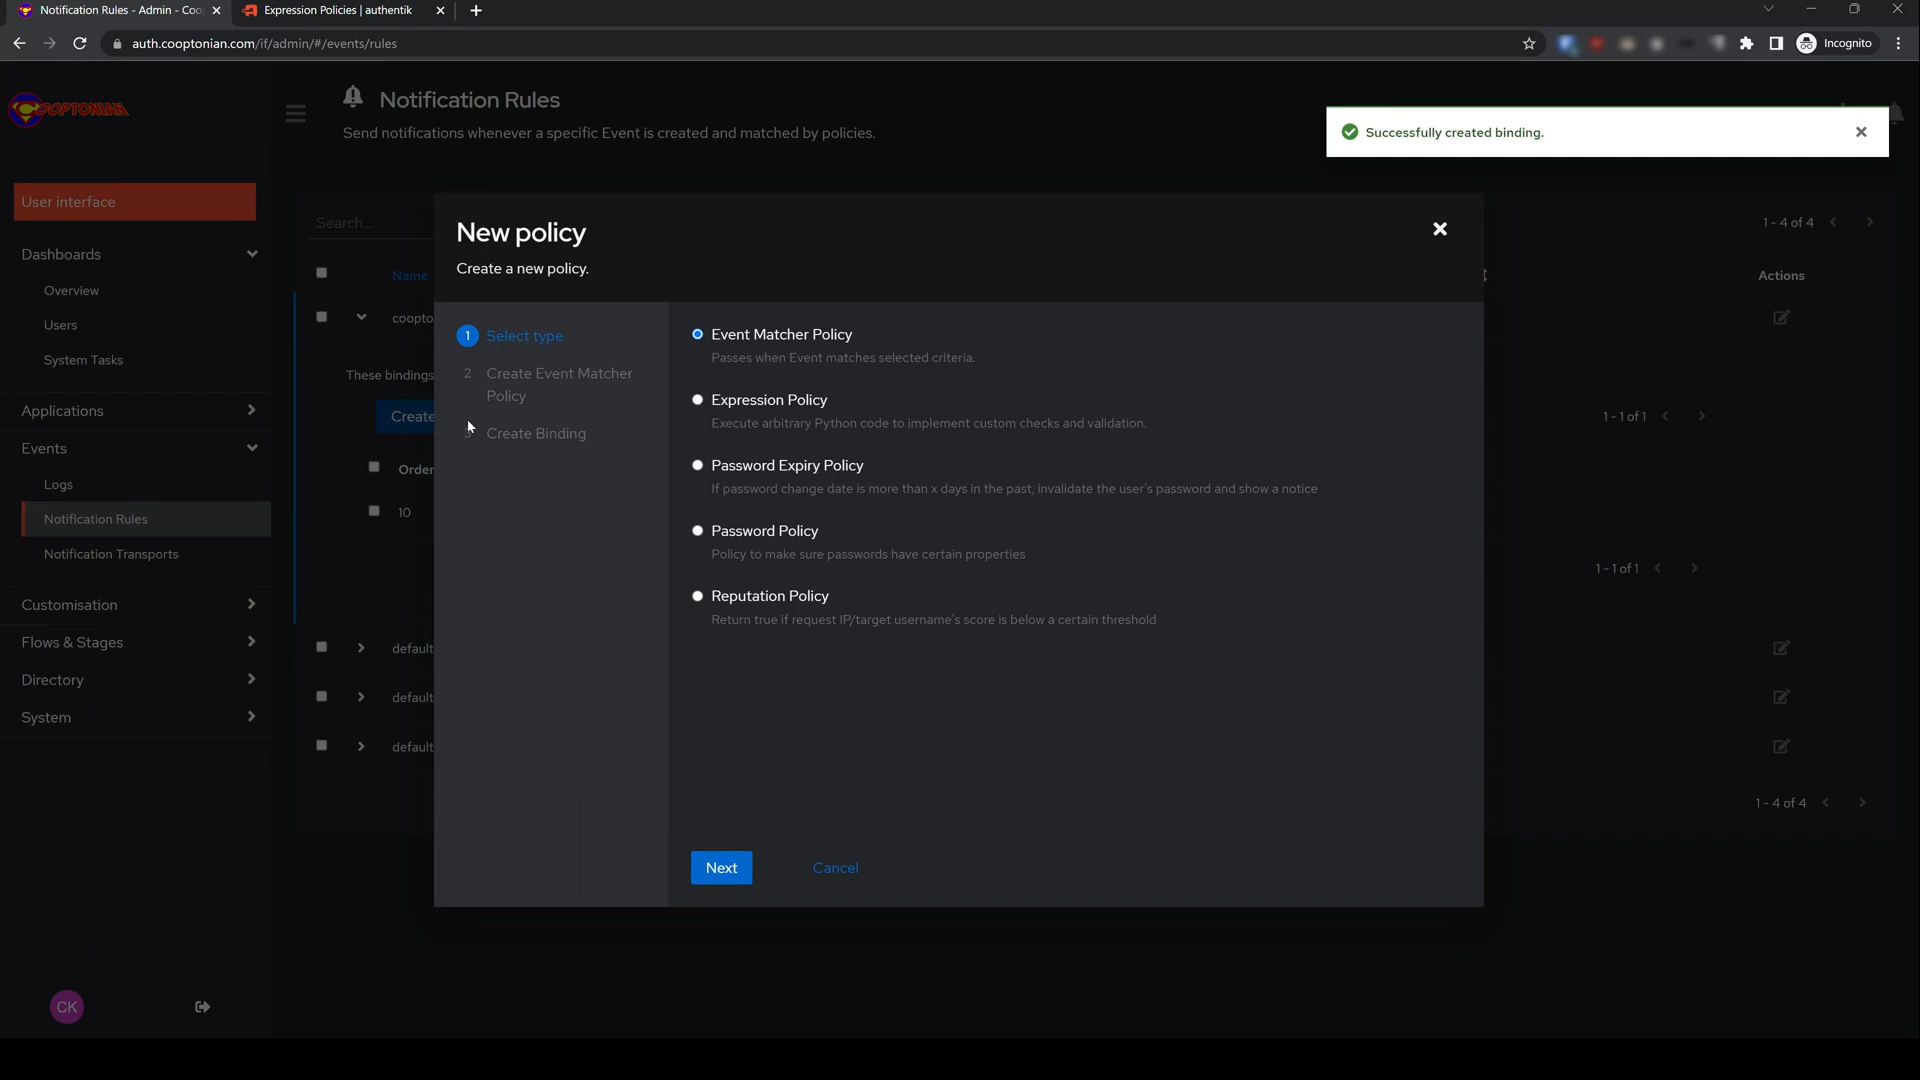 Notification Rules - Admin - Coo
Expression Policies | authentik
auth.cooptonian.com/if/admin/#/events/rules
Incognito
COOPTONIAN
Notification Rules
Send notifications whenever a specific Event is created and matched by policies.
Successfully created binding.
User interface
Search...
1 - 4 of 4
New policy
Create a new policy.
Dashboards
Overview
Users
System Tasks
Name
Actions
coopto
1 Select type
Event Matcher Policy
Passes when Event matches selected criteria.
These bindings
2 Create Event Matcher
Policy
Expression Policy
Execute arbitrary Python code to implement custom checks and validation.
Applications
Create
1 - 1 of 1
3 Create Binding
Events
Logs
Order
Password Expiry Policy
If password change date is more than x days in the past, invalidate the user's password and show a notice
Notification Rules
10
Password Policy
Policy to make sure passwords have certain properties
Notification Transports
1 - 1 of 1
Customisation
Reputation Policy
Return true if request IP/target username's score is below a certain threshold
Flows & Stages
default
Directory
default
System
default
1 - 4 of 4
Next
Cancel
CK